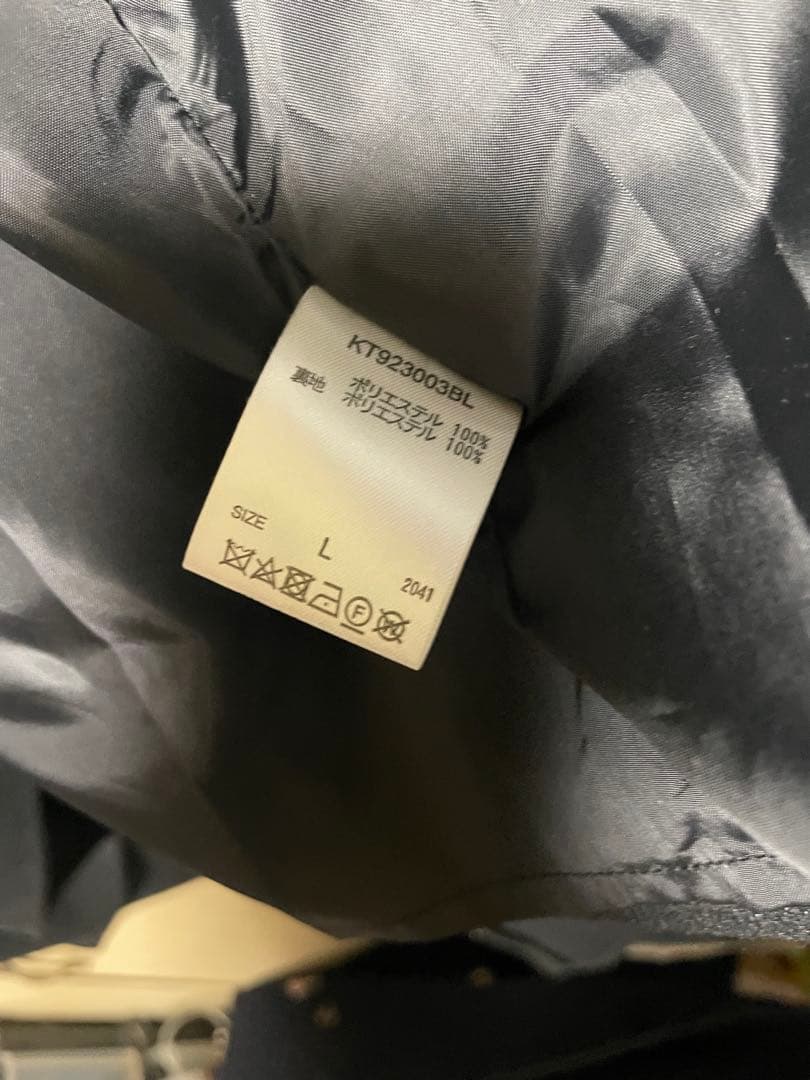 KT923003BL
ポリエステル 100%
裏地 ポリエステル 100%
SIZE
L
2041
F
W